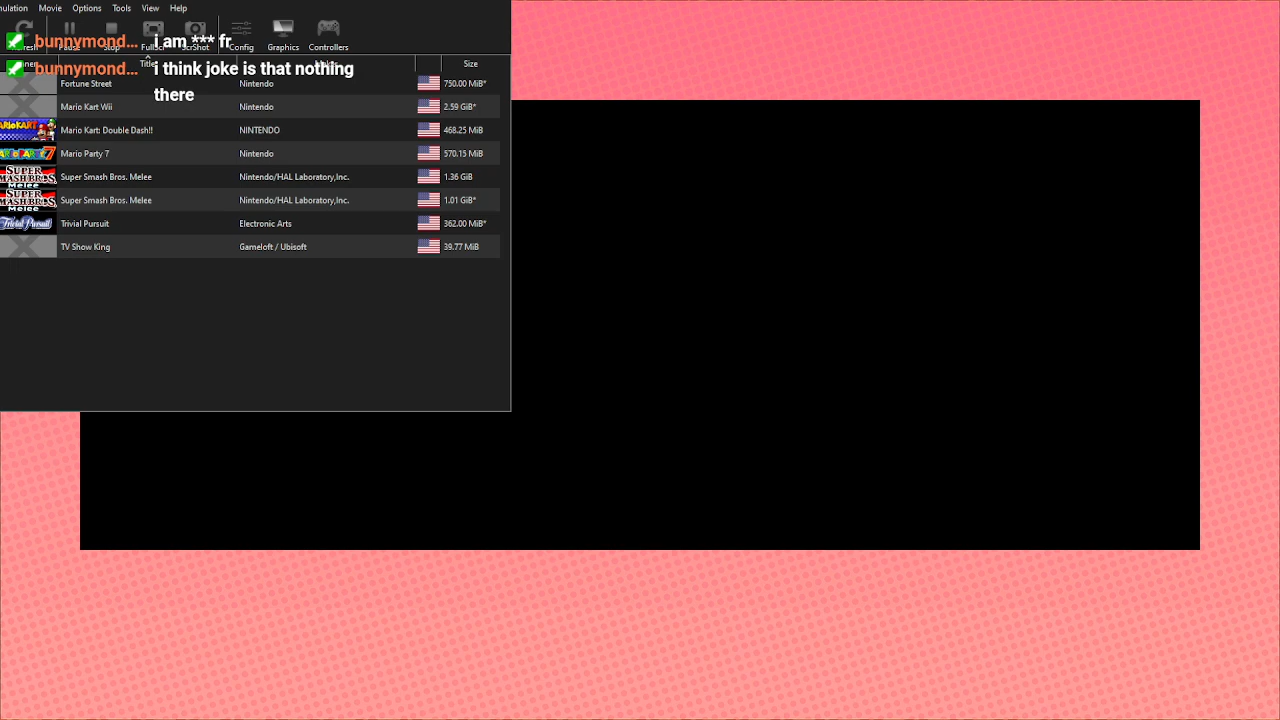 mulation Movie Options Tools View Help
Config Graphics Controllers
bunnymond... i am *** fr
bunnymond... i think joke is that nothing
there
Title Size
Fortune Street Nintendo 750.00 MiB*
Mario Kart Wii Nintendo 2.59 GiB*
Mario Kart: Double Dash!! NINTENDO 468.25 MiB
Mario Party 7 Nintendo 570.15 MiB
Super Smash Bros. Melee Nintendo/HAL Laboratory,Inc. 1.36 GiB
Super Smash Bros. Melee Nintendo/HAL Laboratory,Inc. 1.01 GiB*
Trivial Pursuit Electronic Arts 362.00 MiB*
TV Show King Gameloft / Ubisoft 39.77 MiB